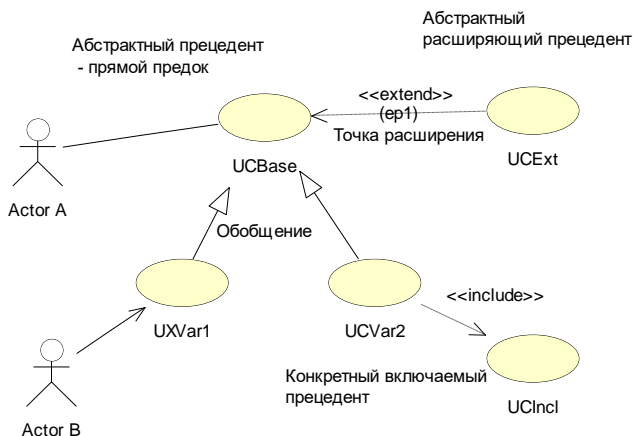 Абстрактный прецедент
- прямой предок
Абстрактный
расширяющий прецедент
<<extend>>
(ep1)
Точка расширения
UCBase
UCExt
Actor A
Обобщение
<<include>>
UXVar1
UCVar2
Конкретный включаемый
прецедент
UCIncl
Actor B